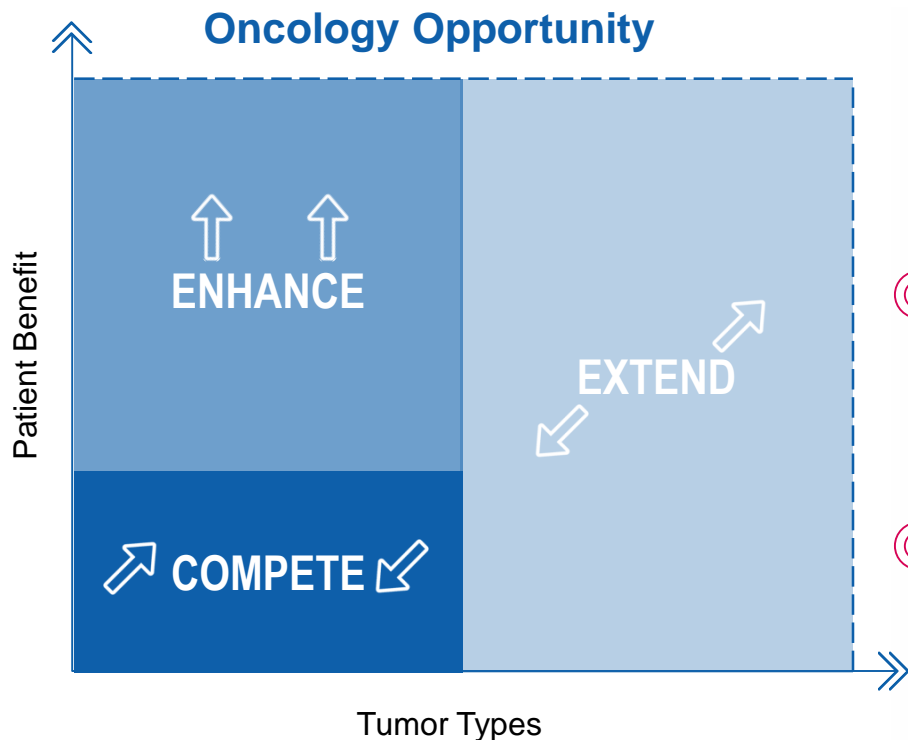 Oncology Opportunity
Patient Benefit
ENHANCE
EXTEND
COMPETE
Tumor Types